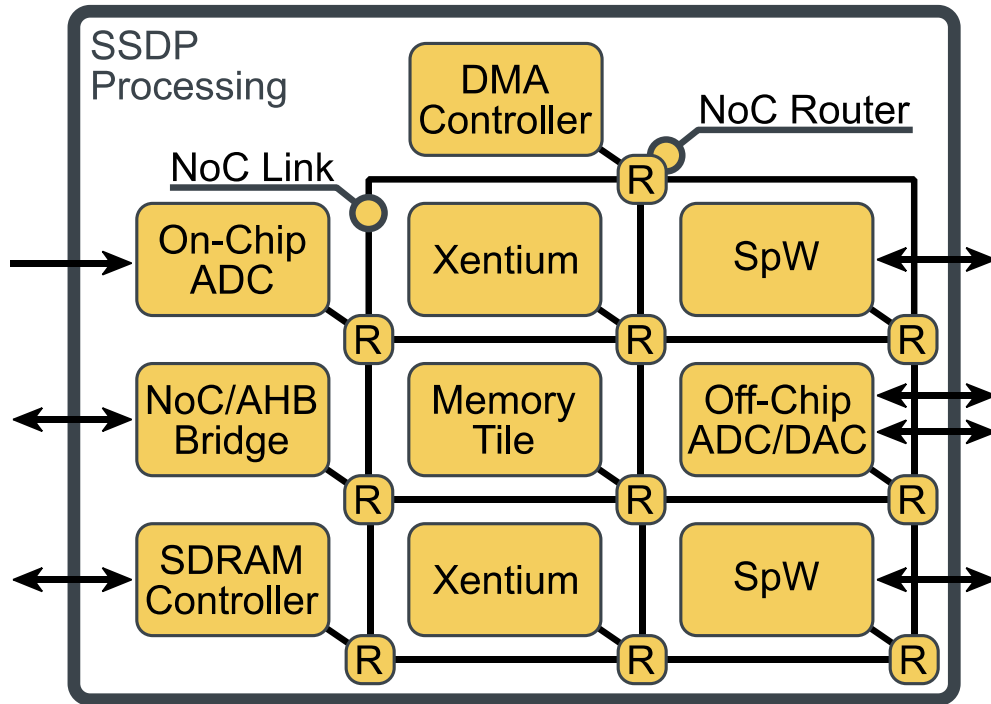 SSDP
Processing
DMA
Controller
NoC Router
R
NoC Link
On-Chip
ADC
Xentium
SpW
R
R
R
NoC/AHB
Bridge
Memory
Tile
Off-Chip
ADC/DAC
R
R
R
SDRAM
Controller
Xentium
SpW
R
R
R